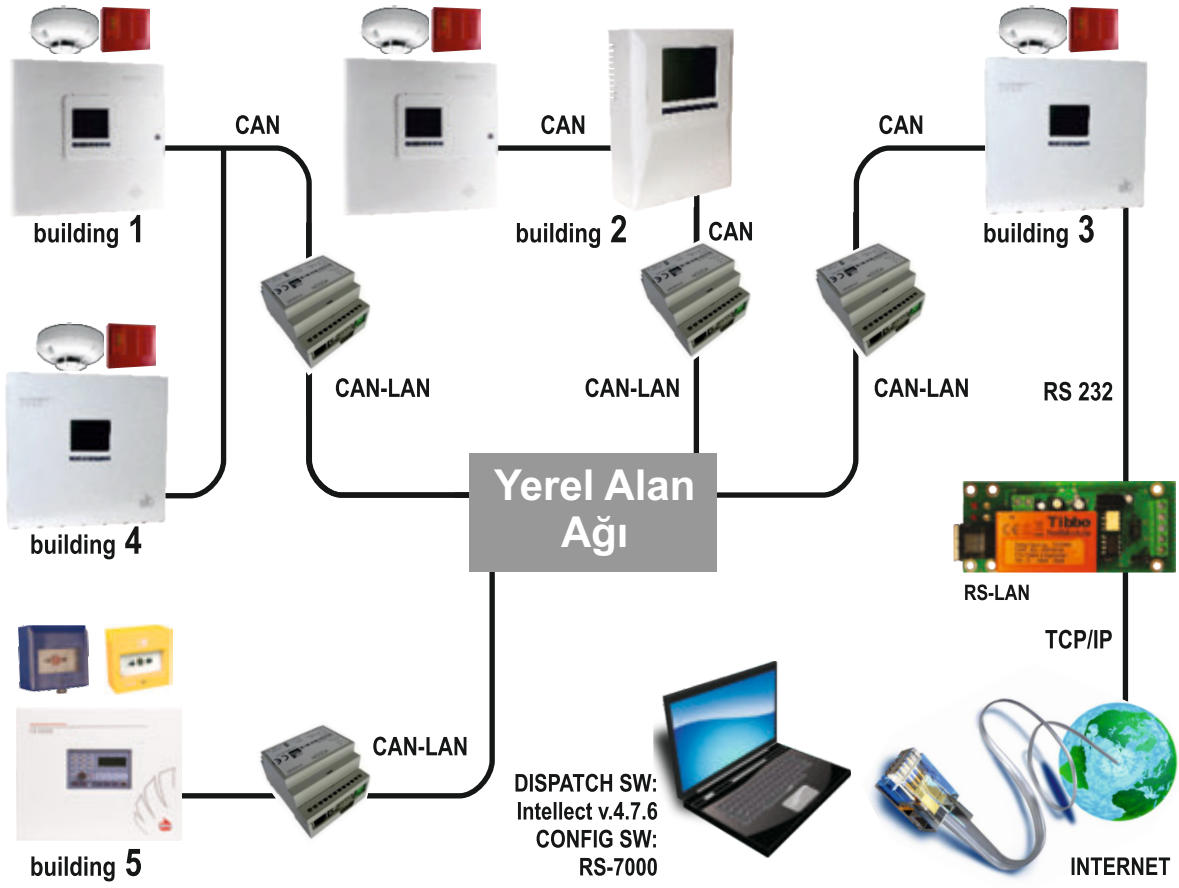 CAN
CAN
CAN
building 1
building 2
CAN
building 3
CAN-LAN
CAN-LAN
CAN-LAN
RS 232
Yerel Alan
Ağı
building 4
Tibbo
RS-LAN
TCP/IP
CAN-LAN
DISPATCH SW:
Intellect v.4.7.6
CONFIG SW:
RS-7000
building 5
INTERNET